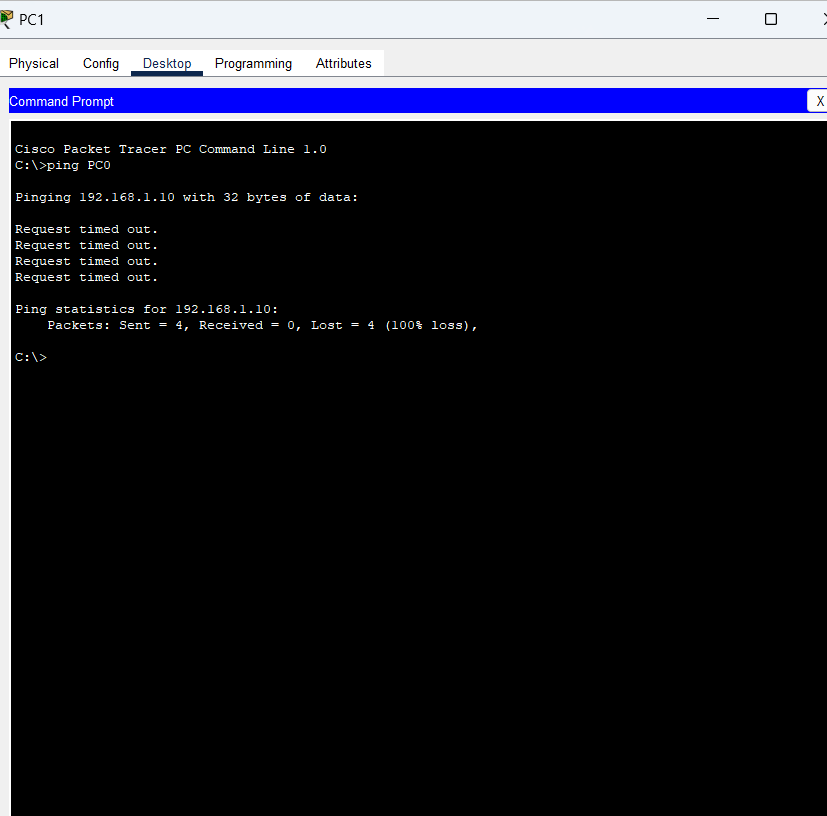 PC1
Physical Config Desktop Programming Attributes
Command Prompt X
Cisco Packet Tracer PC Command Line 1.0
C:\>ping PC0
Pinging 192.168.1.10 with 32 bytes of data:
Request timed out.
Request timed out.
Request timed out.
Request timed out.
Ping statistics for 192.168.1.10:
    Packets: Sent = 4, Received = 0, Lost = 4 (100% loss),
C:\>